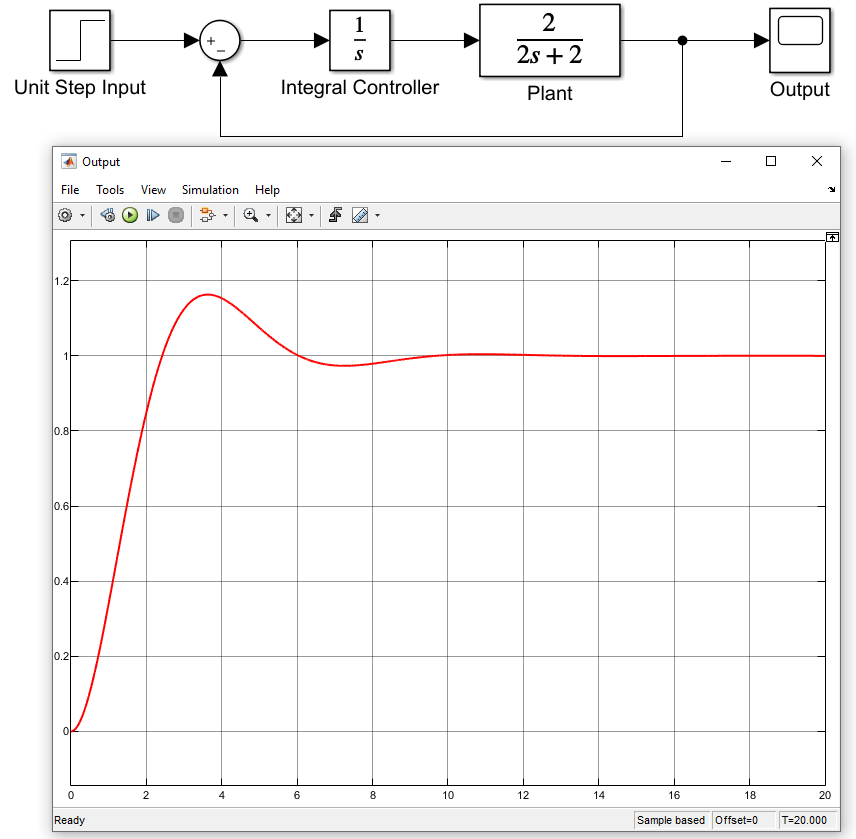 +
_
1
s
2
2s + 2
Unit Step Input
Integral Controller
Plant
Output
Output
File Tools View Simulation Help
1.2
1
0.8
0.6
0.4
0.2
0
0 2 4 6 8 10 12 14 16 18 20
Ready Sample based Offset=0 T=20.000